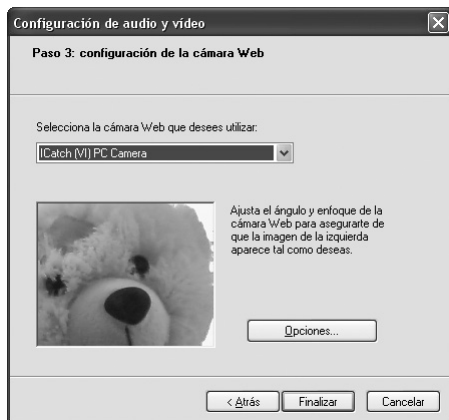 Configuración de audio y vídeo
Paso 3: configuración de la cámara Web
Selecciona la cámara Web que desees utilizar:
ICatch (VI) PC Camera
Ajusta el ángulo y enfoque de la
cámara Web para asegurarte de
que la imagen de la izquierda
aparece tal como deseas.
Opciones...
< Atrás
Finalizar
Cancelar